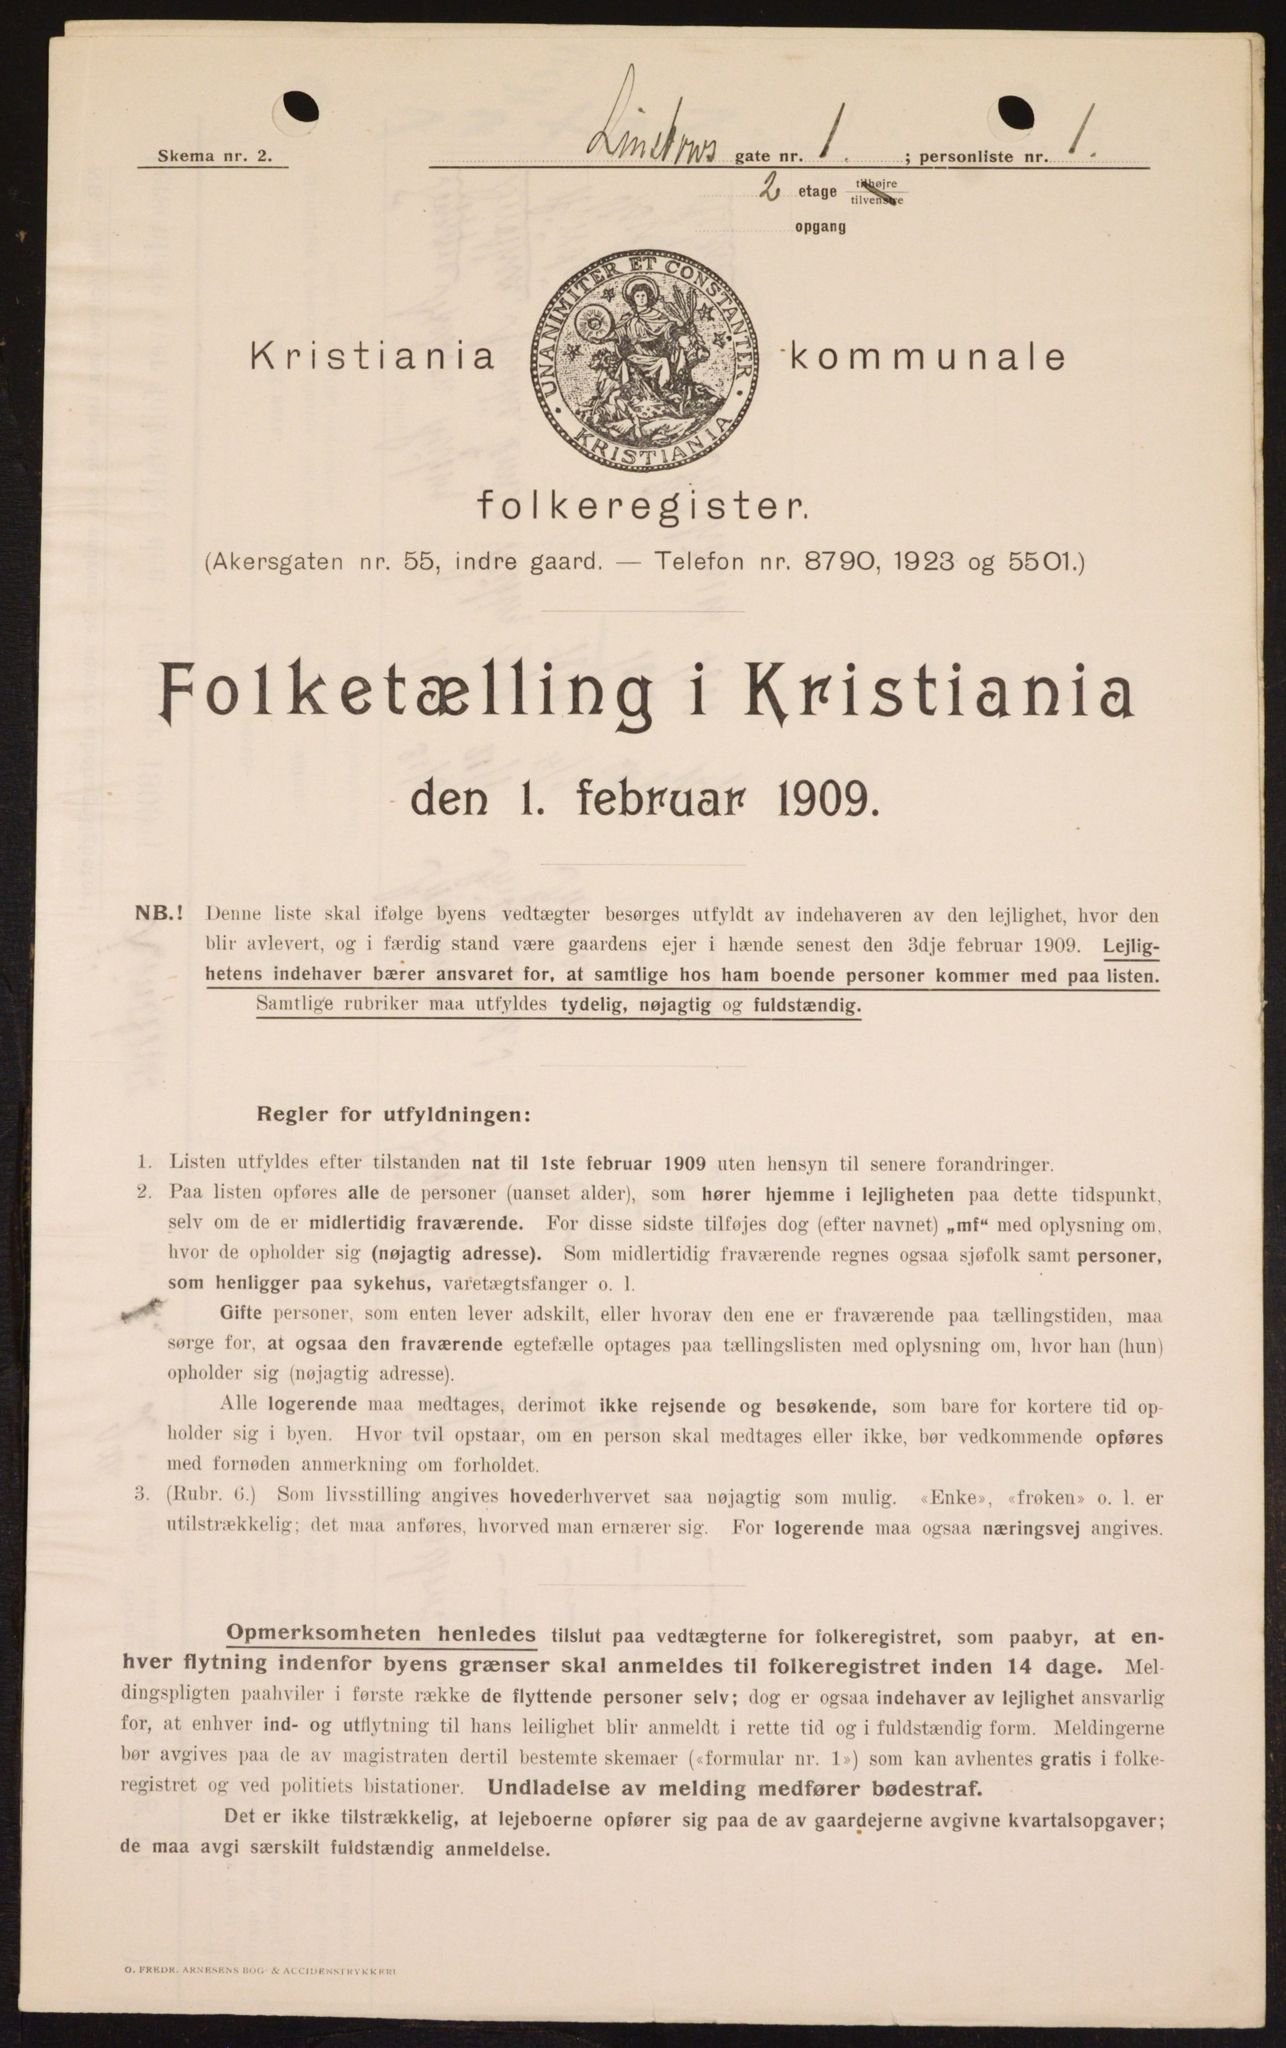 Skema nr. 2.
Linstows gate nr. 1. ; personliste nr. 1.
2 etage tilhøjre
tilvenstre
opgang
UNANIMITER ET CONSTANTER
KRISTIANIA
Kristiania kommunale
folkeregister.
(Akersgaten nr. 55, indre gaard. — Telefon nr. 8790, 1923 og 5501.)
Folketælling i Kristiania
den 1. februar 1909.
NB.! Denne liste skal ifølge byens vedtægter besørges utfyldt av indehaveren av den lejlighet, hvor den
blir avlevert, og i færdig stand være gaardens ejer i hænde senest den 3dje februar 1909. Lejlig-
hetens indehaver bærer ansvaret for, at samtlige hos ham boende personer kommer med paa listen.
Samtlige rubriker maa utfyldes tydelig, nøjagtig og fuldstændig.
Regler for utfyldningen:
1. Listen utfyldes efter tilstanden nat til 1ste februar 1909 uten hensyn til senere forandringer.
2. Paa listen opføres alle de personer (uanset alder), som hører hjemme i lejligheten paa dette tidspunkt,
selv om de er midlertidig fraværende. For disse sidste tilføjes dog (efter navnet) „mf“ med oplysning om,
hvor de opholder sig (nøjagtig adresse). Som midlertidig fraværende regnes ogsaa sjøfolk samt personer,
som henligger paa sykehus, varetægtsfanger o. l.
Gifte personer, som enten lever adskilt, eller hvorav den ene er fraværende paa tællingstiden, maa
sørge for, at ogsaa den fraværende egtefælle optages paa tællingslisten med oplysning om, hvor han (hun)
opholder sig (nøjagtig adresse).
Alle logerende maa medtages, derimot ikke rejsende og besøkende, som bare for kortere tid op-
holder sig i byen. Hvor tvil opstaar, om en person skal medtages eller ikke, bør vedkommende opføres
med fornøden anmerkning om forholdet.
3. (Rubr. 6.) Som livsstilling angives hovederhvervet saa nøjagtig som mulig. «Enke», «frøken» o. l. er
utilstrækkelig; det maa anføres, hvorved man ernærer sig. For logerende maa ogsaa næringsvej angives.
Opmerksomheten henledes tilslut paa vedtægterne for folkeregistret, som paabyr, at en-
hver flytning indenfor byens grænser skal anmeldes til folkeregistret inden 14 dage. Mel-
dingspligten paahviler i første række de flyttende personer selv; dog er ogsaa indehaver av lejlighet ansvarlig
for, at enhver ind- og utflytning til hans leilighet blir anmeldt i rette tid og i fuldstændig form. Meldingerne
bør avgives paa de av magistraten dertil bestemte skemaer («formular nr. 1») som kan avhentes gratis i folke-
registret og ved politiets bistationer. Undladelse av melding medfører bødestraf.
Det er ikke tilstrækkelig, at lejeboerne opfører sig paa de av gaardejerne avgivne kvartalsopgaver;
de maa avgi særskilt fuldstændig anmeldelse.
O. FREDR. ARNESENS BOG- & ACCIDENSTRYKKERI